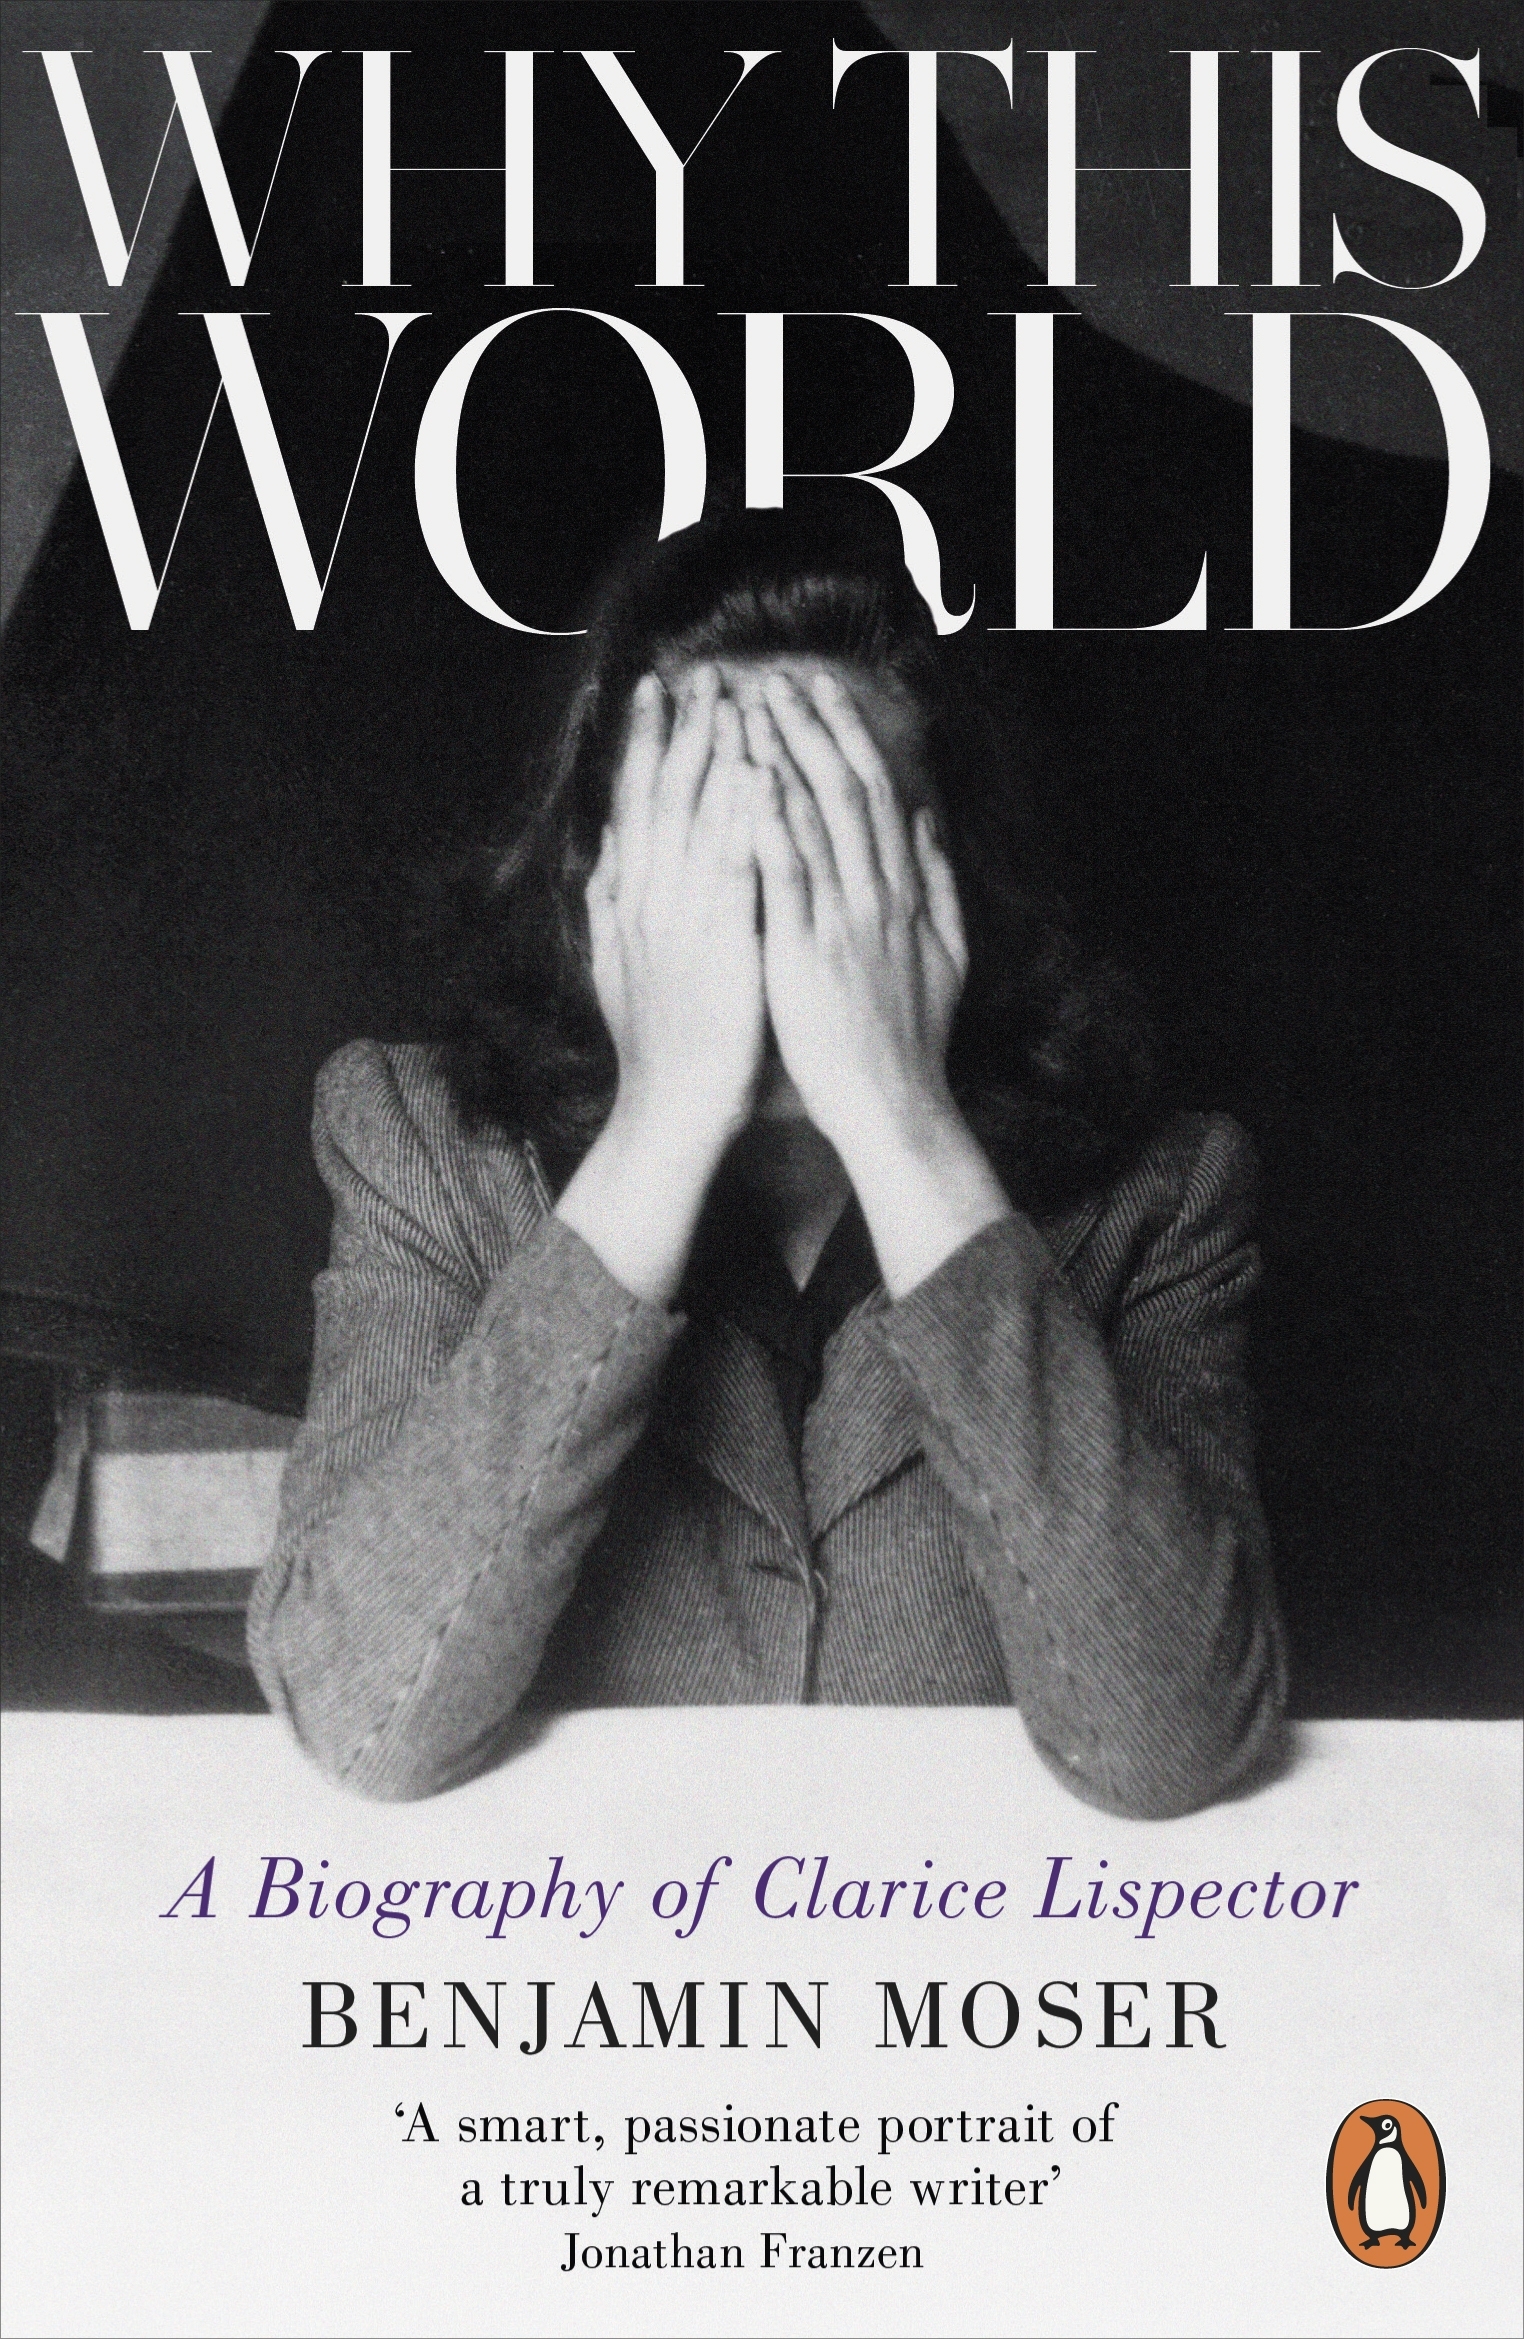 WHY THIS
WORLD
A Biography of Clarice Lispector
BENJAMIN MOSER
‘A smart, passionate portrait of
a truly remarkable writer’
Jonathan Franzen